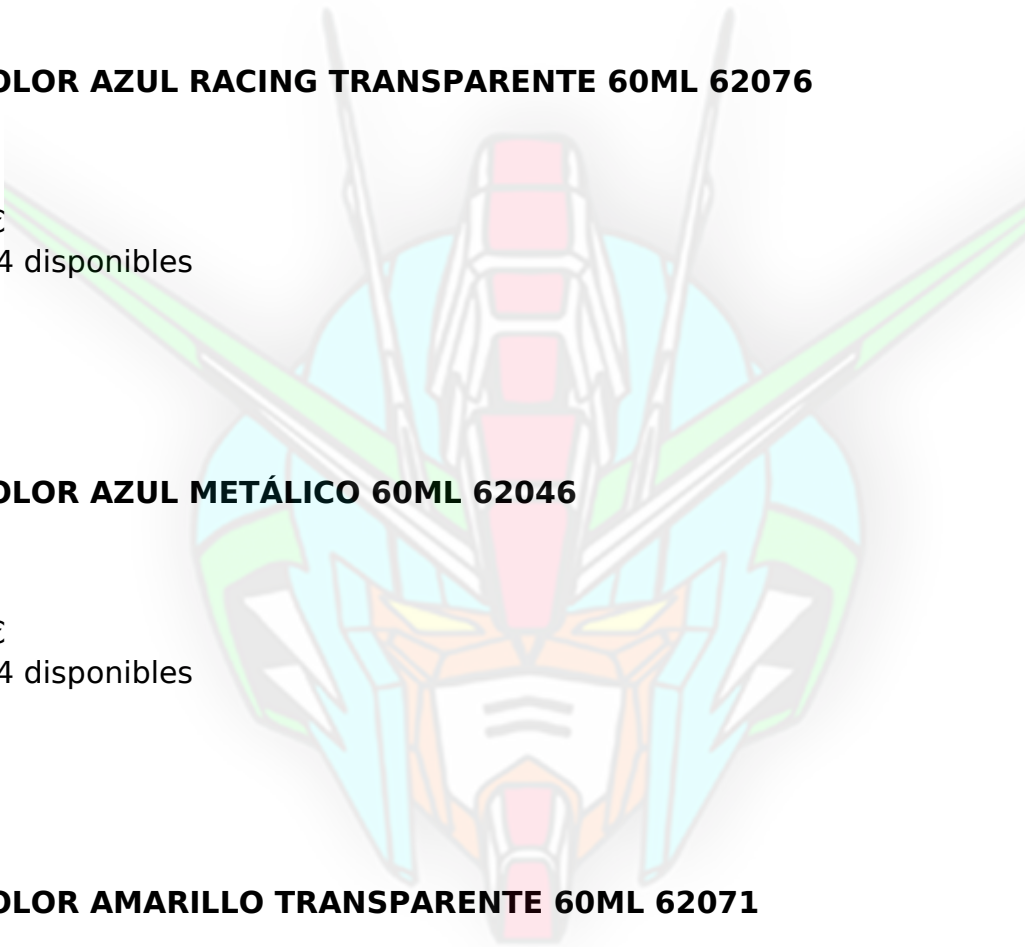 OLOR AZUL RACING TRANSPARENTE 60ML 62076
€
4 disponibles
OLOR AZUL METÁLICO 60ML 62046
€
4 disponibles
OLOR AMARILLO TRANSPARENTE 60ML 62071